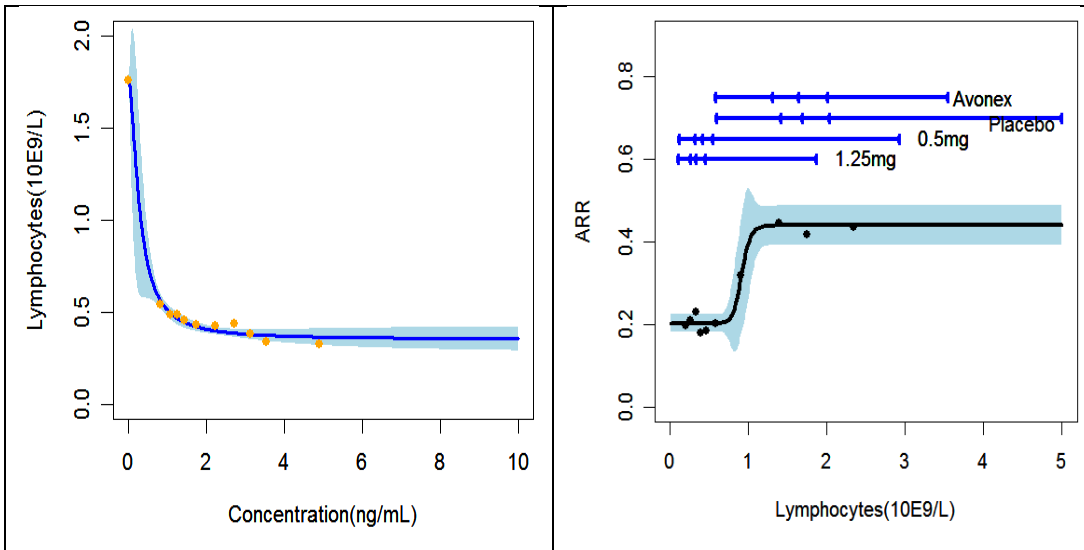 2.0
1.5
1.0
0.5
0.0
Lymphocytes(10E9/L)
0 2 4 6 8 10
Concentration(ng/mL)
0.8
0.6
0.4
0.2
0.0
ARR
Avonex
Placebo
0.5mg
1.25mg
0 1 2 3 4 5
Lymphocytes(10E9/L)